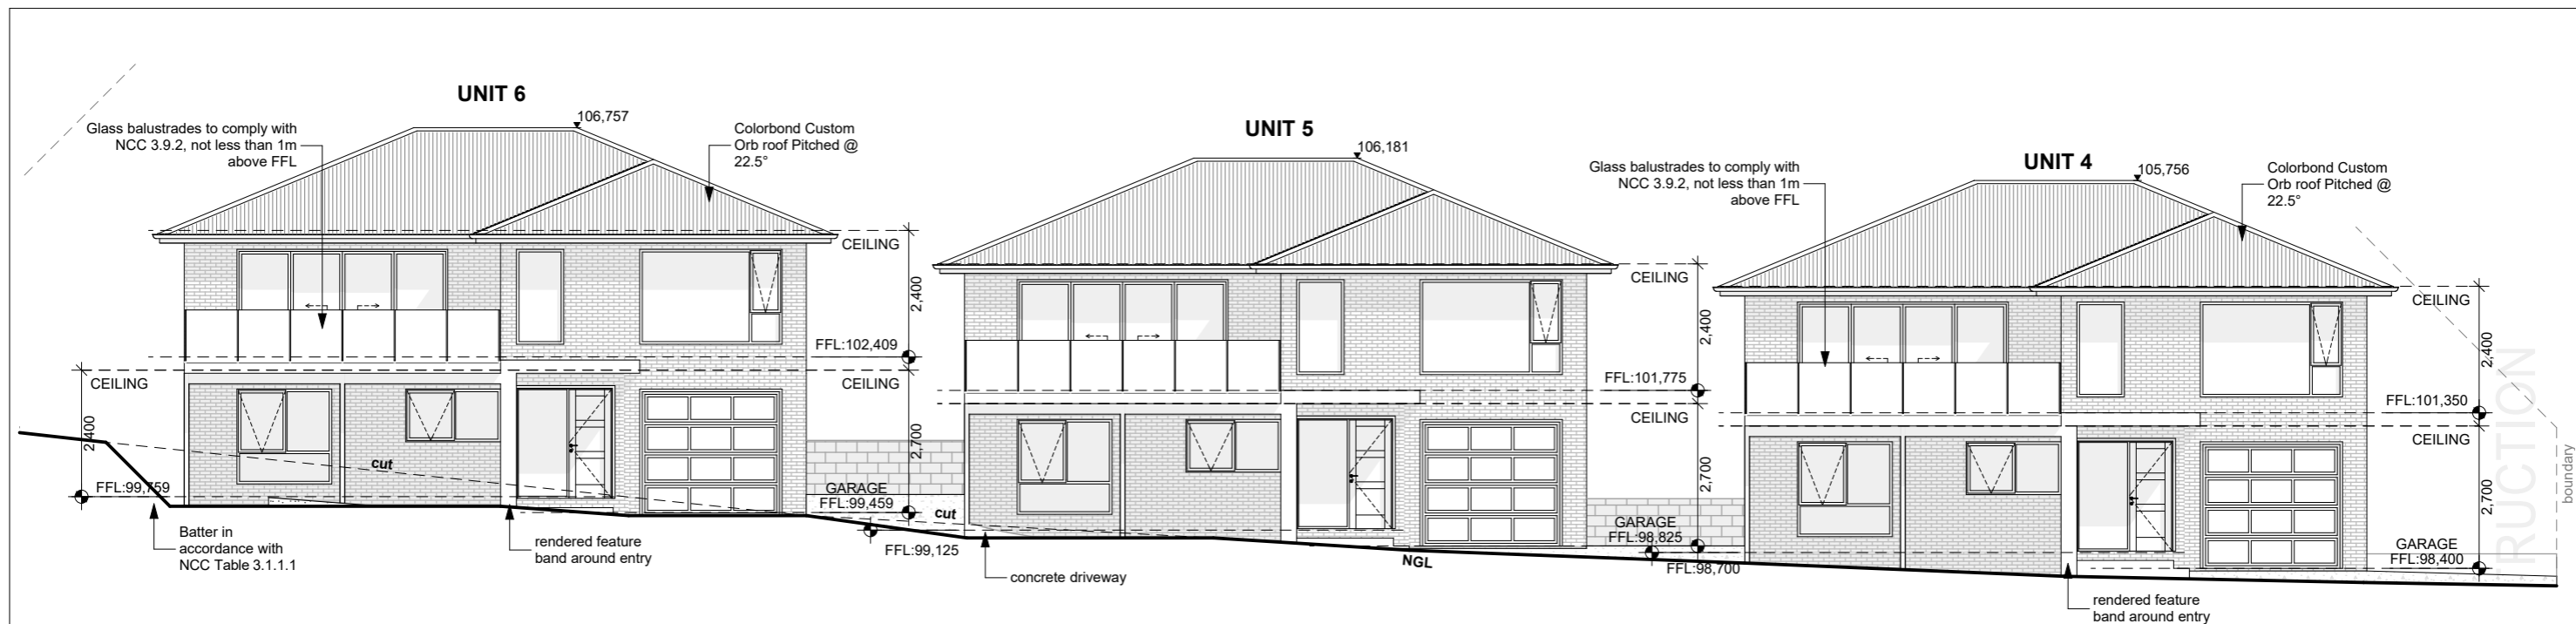 UNIT 6
106,757
Glass balustrades to comply with
NCC 3.9.2, not less than 1m
above FFL
Colorbond Custom
Orb roof Pitched @
22.5°
CEILING
2,400
FFL:102,409
CEILING
CEILING
2,400
2,700
cut
FFL:99,759
GARAGE
FFL:99,459
cut
FFL:99,125
Batter in
accordance with
NCC Table 3.1.1.1
rendered feature
band around entry
concrete driveway
UNIT 5
106,181
CEILING
2,400
FFL:101,775
CEILING
2,700
GARAGE
FFL:98,825
FFL:98,700
NGL
UNIT 4
105,756
Glass balustrades to comply with
NCC 3.9.2, not less than 1m
above FFL
Colorbond Custom
Orb roof Pitched @
22.5°
CEILING
2,400
FFL:101,350
CEILING
2,700
GARAGE
FFL:98,400
rendered feature
band around entry
boundary
RUCTION